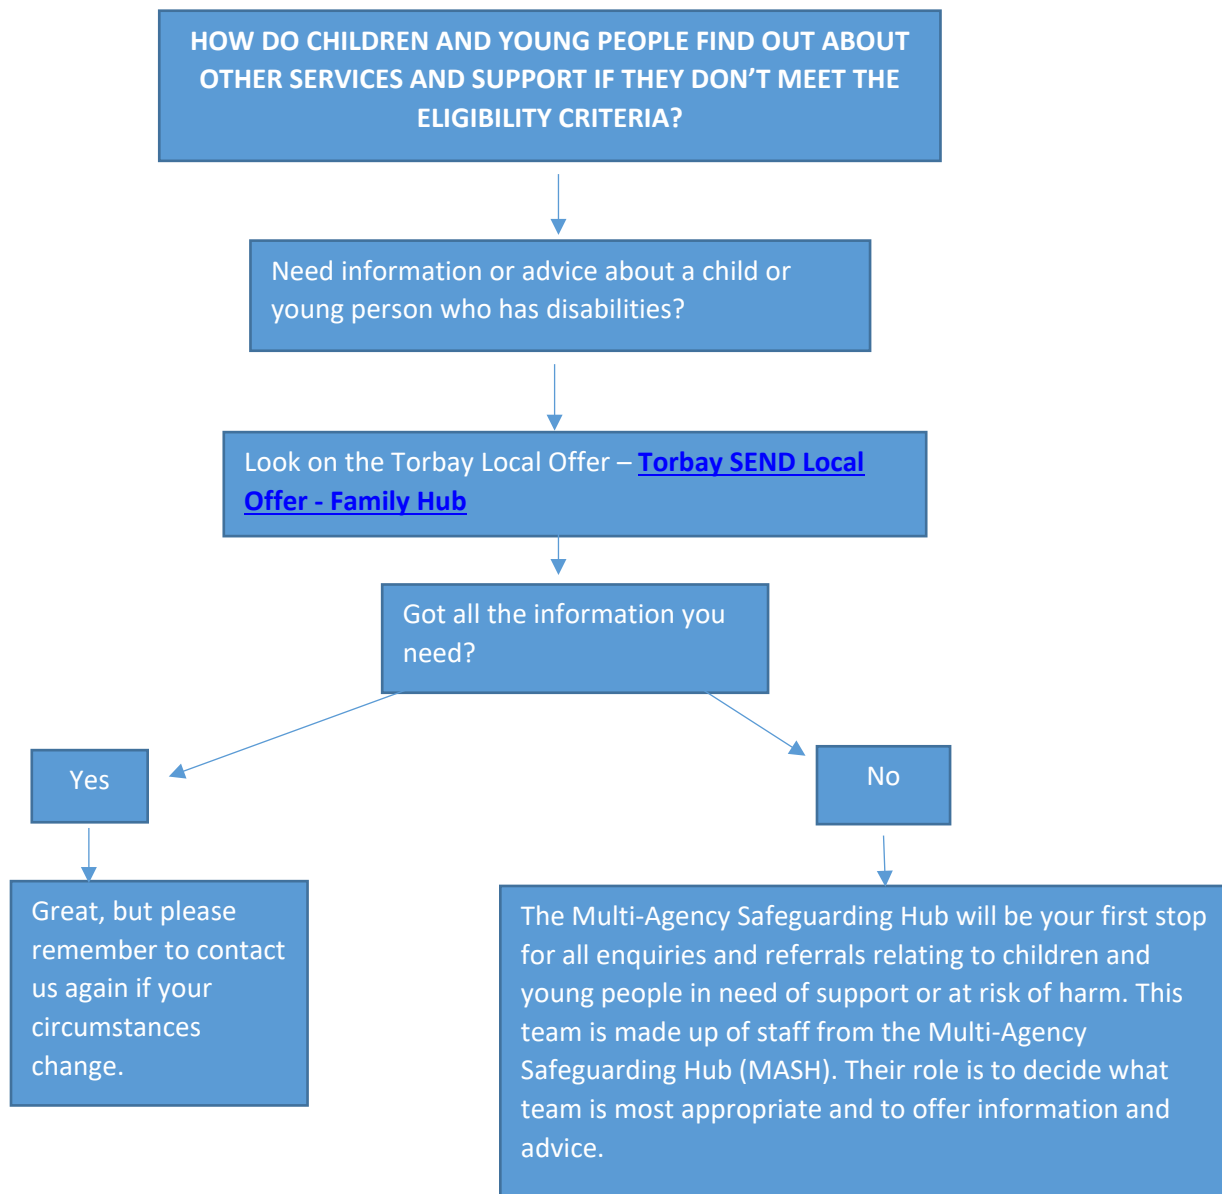 HOW DO CHILDREN AND YOUNG PEOPLE FIND OUT ABOUT
OTHER SERVICES AND SUPPORT IF THEY DON’T MEET THE
ELIGIBILITY CRITERIA?
Need information or advice about a child or
young person who has disabilities?
Look on the Torbay Local Offer – Torbay SEND Local
Offer - Family Hub
Got all the information you
need?
Yes
No
Great, but please
remember to contact
us again if your
circumstances
change.
The Multi-Agency Safeguarding Hub will be your first stop
for all enquiries and referrals relating to children and
young people in need of support or at risk of harm. This
team is made up of staff from the Multi-Agency
Safeguarding Hub (MASH). Their role is to decide what
team is most appropriate and to offer information and
advice.